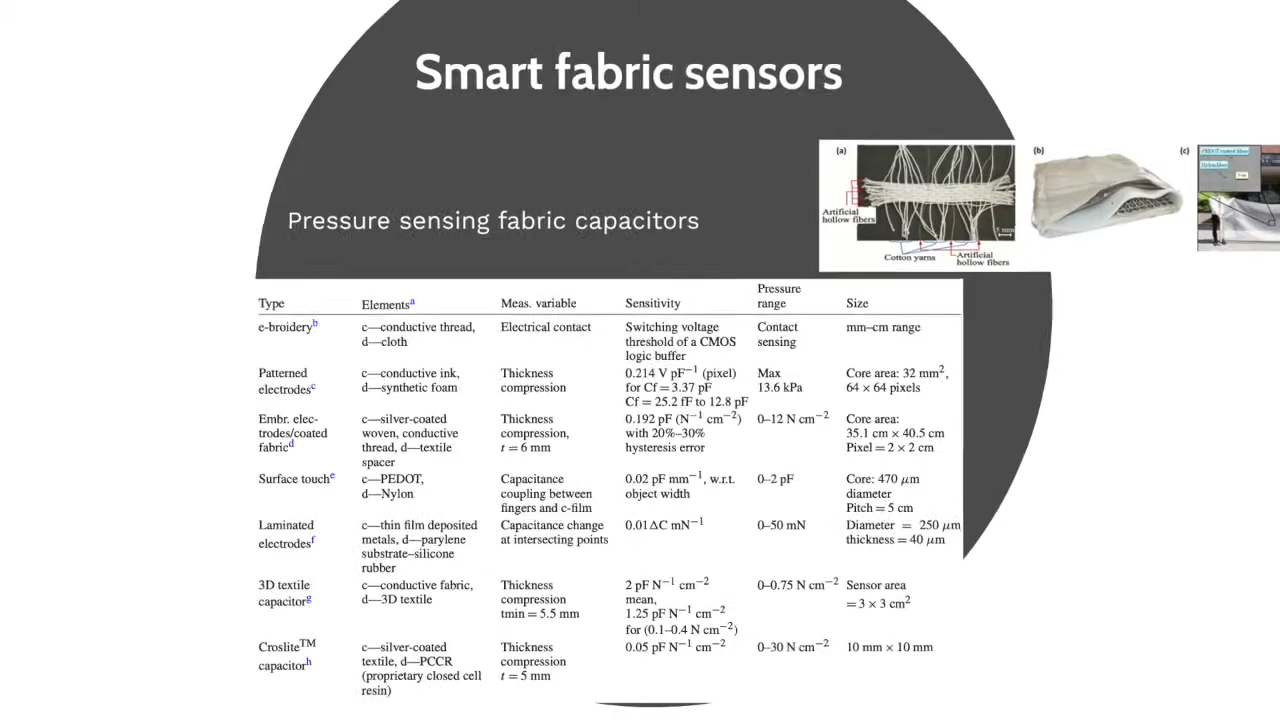 Smart fabric sensors
Pressure sensing fabric capacitors
(a)
Artificial
hollow fibers
Cotton yarns
Artificial
hollow fibers
5 mm
(b)
(c)
Type Elementsᵃ Meas. variable Sensitivity Pressure range Size
e-broideryᵇ c—conductive thread, d—cloth Electrical contact Switching voltage threshold of a CMOS logic buffer Contact sensing mm–cm range
Patterned electrodesᶜ c—conductive ink, d—synthetic foam Thickness compression 0.214 V pF⁻¹ (pixel) for Cf = 3.37 pF Cf = 25.2 fF to 12.8 pF Max 13.6 kPa Core area: 32 mm², 64 × 64 pixels
Embr. elec-trodes/coated fabricᵈ c—silver-coated woven, conductive thread, d—textile spacer Thickness compression, t = 6 mm 0.192 pF (N⁻¹ cm⁻²) with 20%–30% hysteresis error 0–12 N cm⁻² Core area: 35.1 cm × 40.5 cm Pixel = 2 × 2 cm
Surface touchᵉ c—PEDOT, d—Nylon Capacitance coupling between fingers and c-film 0.02 pF mm⁻¹, w.r.t. object width 0–2 pF Core: 470 μm diameter Pitch = 5 cm
Laminated electrodesᶠ c—thin film deposited metals, d—parylene substrate–silicone rubber Capacitance change at intersecting points 0.01ΔC mN⁻¹ 0–50 mN Diameter = 250 μm thickness = 40 μm
3D textile capacitorᵍ c—conductive fabric, d—3D textile Thickness compression tmin = 5.5 mm 2 pF N⁻¹ cm⁻² mean, 1.25 pF N⁻¹ cm⁻² for (0.1–0.4 N cm⁻²) 0–0.75 N cm⁻² Sensor area = 3 × 3 cm²
Croslite™ capacitorʰ c—silver-coated textile, d—PCCR (proprietary closed cell resin) Thickness compression t = 5 mm 0.05 pF N⁻¹ cm⁻² 0–30 N cm⁻² 10 mm × 10 mm